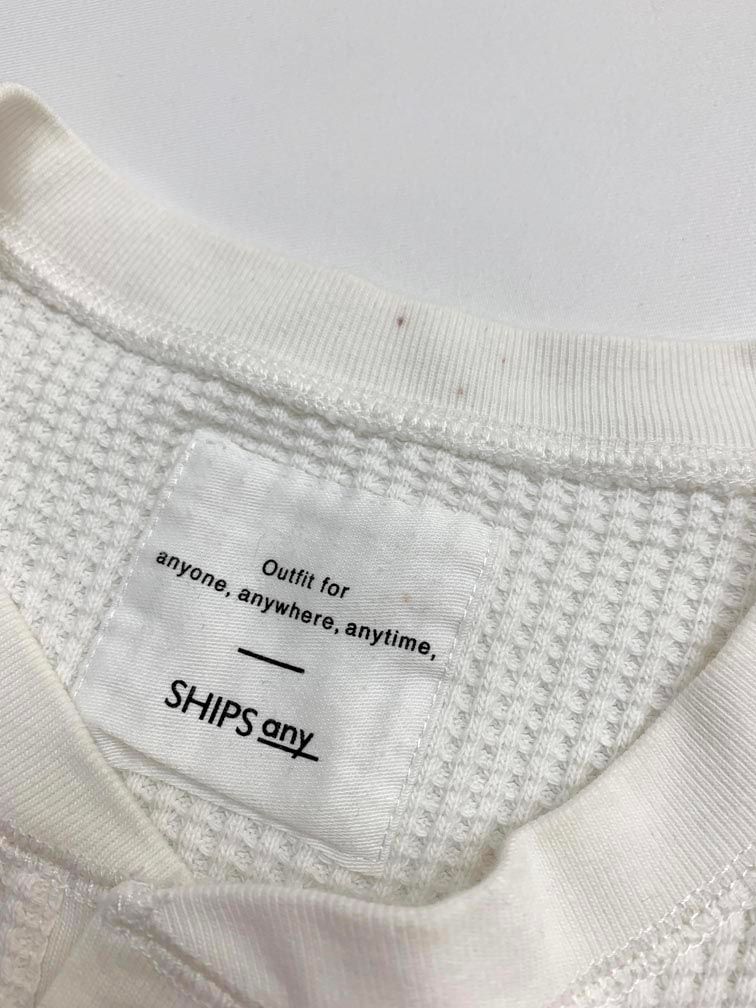 Outfit for
anyone, anywhere, anytime,
SHIPS any